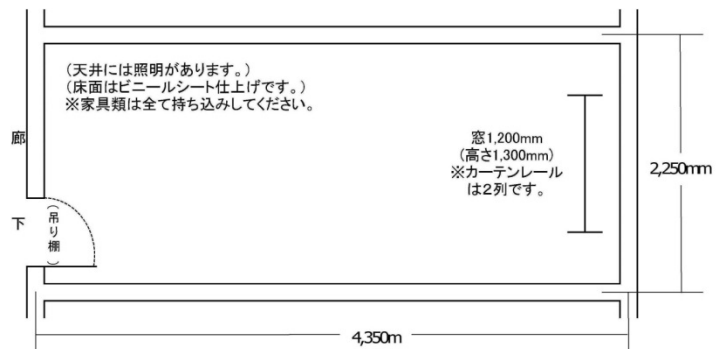 (天井には照明があります。)
(床面はビニールシート仕上げです。)
※家具類は全て持ち込みしてください。
廊
下
(吊り棚)
窓1,200mm
(高さ1,300mm)
※カーテンレール
は2列です。
2,250mm
4,350m